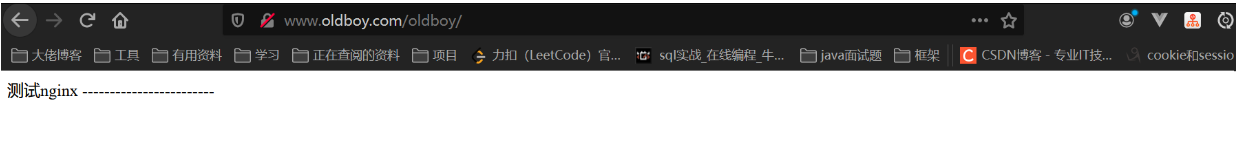 www.oldboy.com/oldboy/
大佬博客 工具 有用资料 学习 正在查阅的资料 项目 力扣（LeetCode）官... sql实战_在线编程_牛... java面试题 框架 CSDN博客 - 专业IT技... cookie和sessio
测试nginx ------------------------